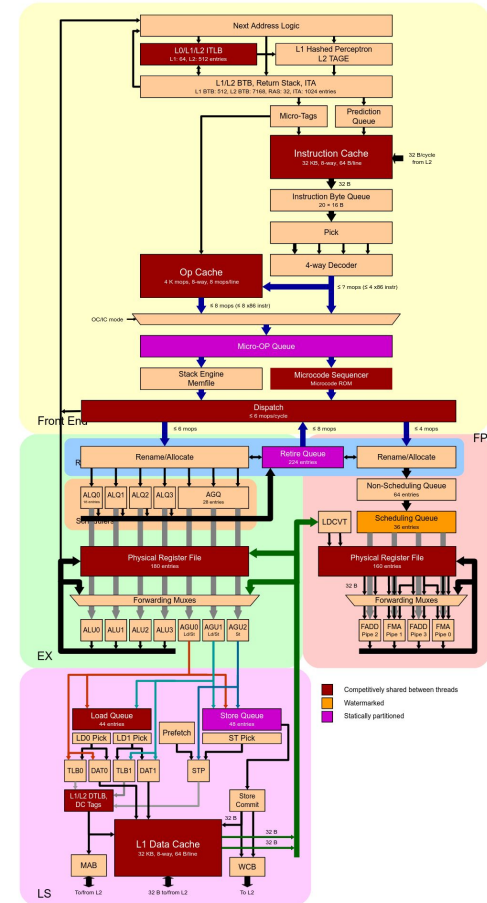 Next Address Logic
L0/L1/L2 ITLB
L1: 64, L2: 512 entries
L1 Hashed Perceptron
L2 TAGE
L1/L2 BTB, Return Stack, ITA
L1 BTB: 512, L2 BTB: 7168, RAS: 32, ITA: 1024 entries
Micro-Tags
Prediction
Queue
Instruction Cache
32 KB, 8-way, 64 B/line
32 B/cycle
from L2
32 B
Instruction Byte Queue
20 × 16 B
Pick
4-way Decoder
Op Cache
4 K mops, 8-way, 8 mops/line
≤ ? mops (≤ 4 x86 instr)
≤ 8 mops (≤ 8 x86 instr)
OC/IC mode
Micro-OP Queue
Stack Engine
Memfile
Microcode Sequencer
Microcode ROM
Dispatch
≤ 6 mops/cycle
Front End
≤ 6 mops
≤ 8 mops
≤ 4 mops
FP
Rename/Allocate
Retire Queue
224 entries
Rename/Allocate
R
ALQ0
16 entries
ALQ1
ALQ2
ALQ3
AGQ
28 entries
Schedulers
Non-Scheduling Queue
64 entries
LDCVT
Scheduling Queue
36 entries
Physical Register File
180 entries
Physical Register File
160 entries
32 B
Forwarding Muxes
Forwarding Muxes
ALU0
ALU1
ALU2
ALU3
AGU0
Ld/St
AGU1
Ld/St
AGU2
St
FADD
Pipe 2
FMA
Pipe 1
FADD
Pipe 3
FMA
Pipe 0
EX
Competitively shared between threads
Watermarked
Statically partitioned
Load Queue
44 entries
Store Queue
48 entries
LD0 Pick
LD1 Pick
Prefetch
ST Pick
TLB0
DAT0
TLB1
DAT1
STP
L1/L2 DTLB,
DC Tags
Store
Commit
32 B
L1 Data Cache
32 KB, 8-way, 64 B/line
32 B
32 B
MAB
WCB
To/from L2
32 B to/from L2
To L2
LS